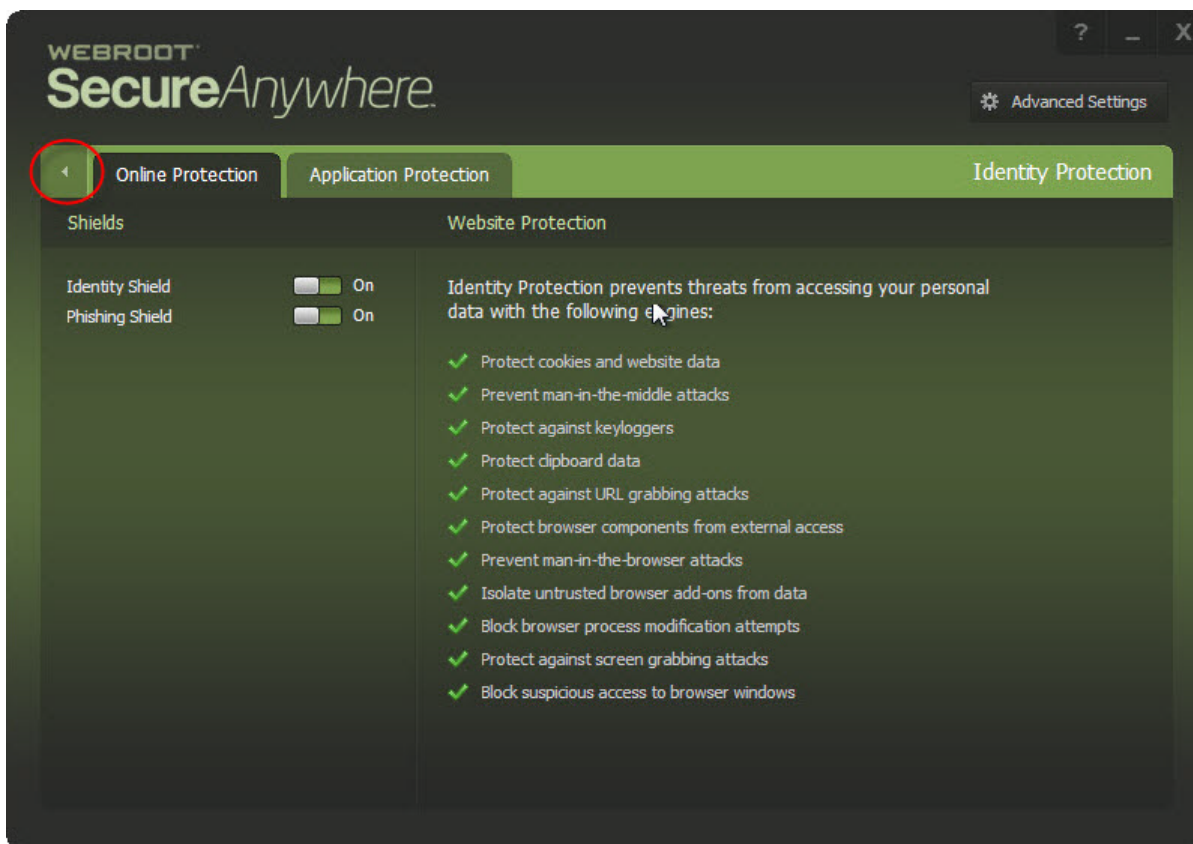 ? _ X
WEBROOT
SecureAnywhere.
Advanced Settings
Online Protection Application Protection Identity Protection
Shields Website Protection
Identity Shield On
Phishing Shield On
Identity Protection prevents threats from accessing your personal
data with the following engines:
Protect cookies and website data
Prevent man-in-the-middle attacks
Protect against keyloggers
Protect clipboard data
Protect against URL grabbing attacks
Protect browser components from external access
Prevent man-in-the-browser attacks
Isolate untrusted browser add-ons from data
Block browser process modification attempts
Protect against screen grabbing attacks
Block suspicious access to browser windows